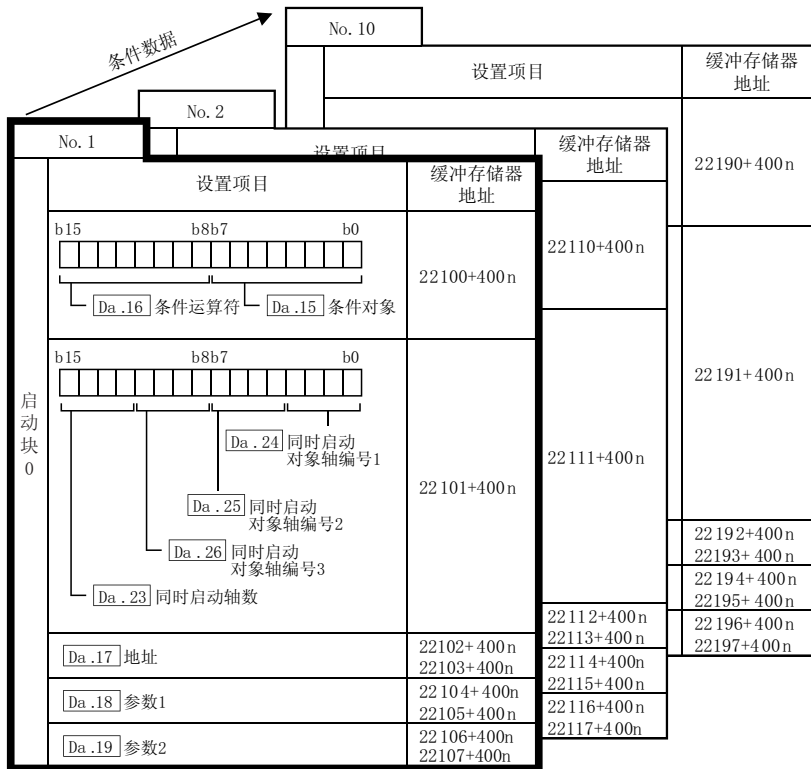 条件数据
No. 10
设置项目
缓冲存储器
地址
22190+400n
22191+400n
22192+400n
22193+400n
22194+400n
22195+400n
22196+400n
22197+400n
No. 2
设置项目
缓冲存储器
地址
22110+400n
22111+400n
22112+400n
22113+400n
22114+400n
22115+400n
22116+400n
22117+400n
No. 1
启动块0
设置项目
缓冲存储器
地址
b15 b8b7 b0
Da.16 条件运算符 Da.15 条件对象
22100+400n
b15 b8b7 b0
Da.24 同时启动
对象轴编号1
Da.25 同时启动
对象轴编号2
Da.26 同时启动
对象轴编号3
Da.23 同时启动轴数
22101+400n
Da.17 地址
22102+400n
22103+400n
Da.18 参数1
22104+400n
22105+400n
Da.19 参数2
22106+400n
22107+400n